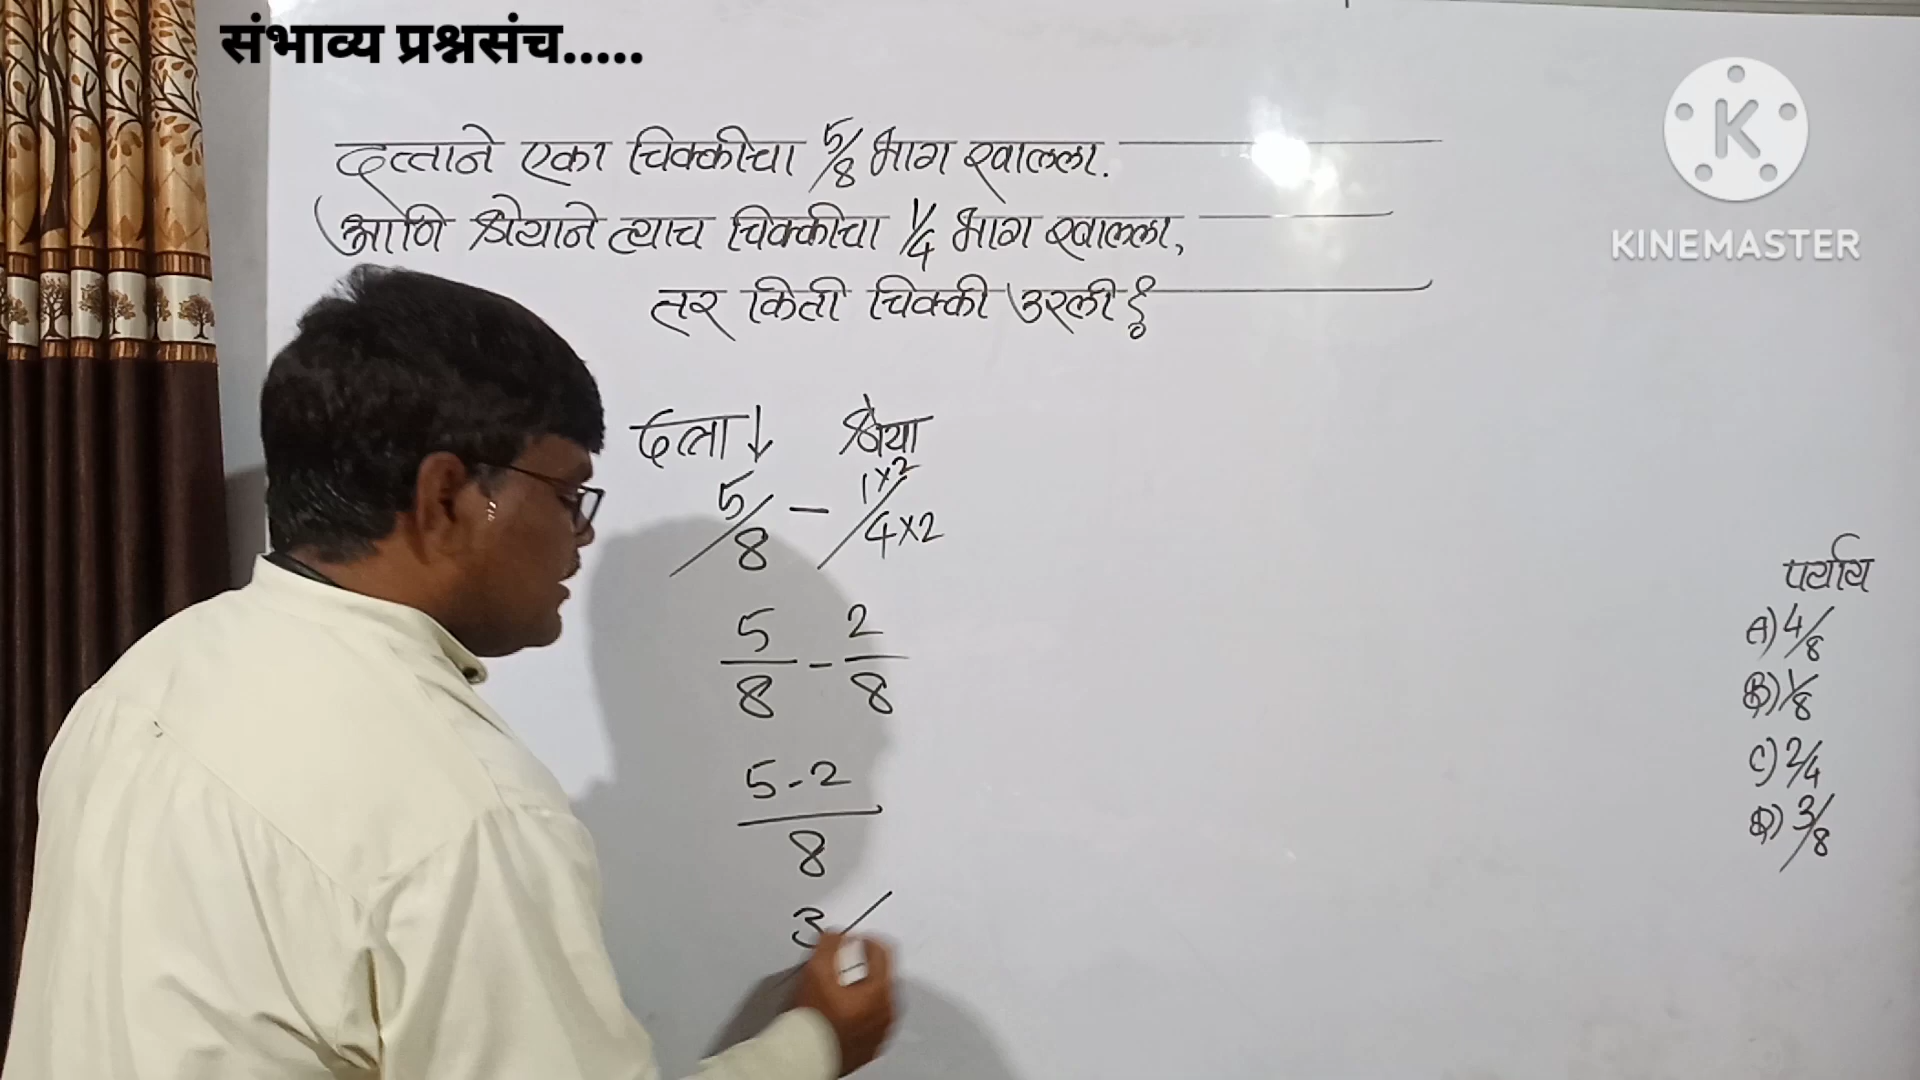 संभाव्य प्रश्नसंच.....
K
KINEMASTER
दत्ताने एका चिक्कीचा 5/8 भाग खाल्ला.
आणि श्रेयाने त्याच चिक्कीचा 1/4 भाग खाल्ला,
तर किती चिक्की उरली ?
दत्ता ↓ श्रेया
5/8 - 1×2/4×2
5/8 - 2/8
5-2/8
3/
पर्याय
A) 4/8
B) 1/8
C) 2/4
D) 3/8